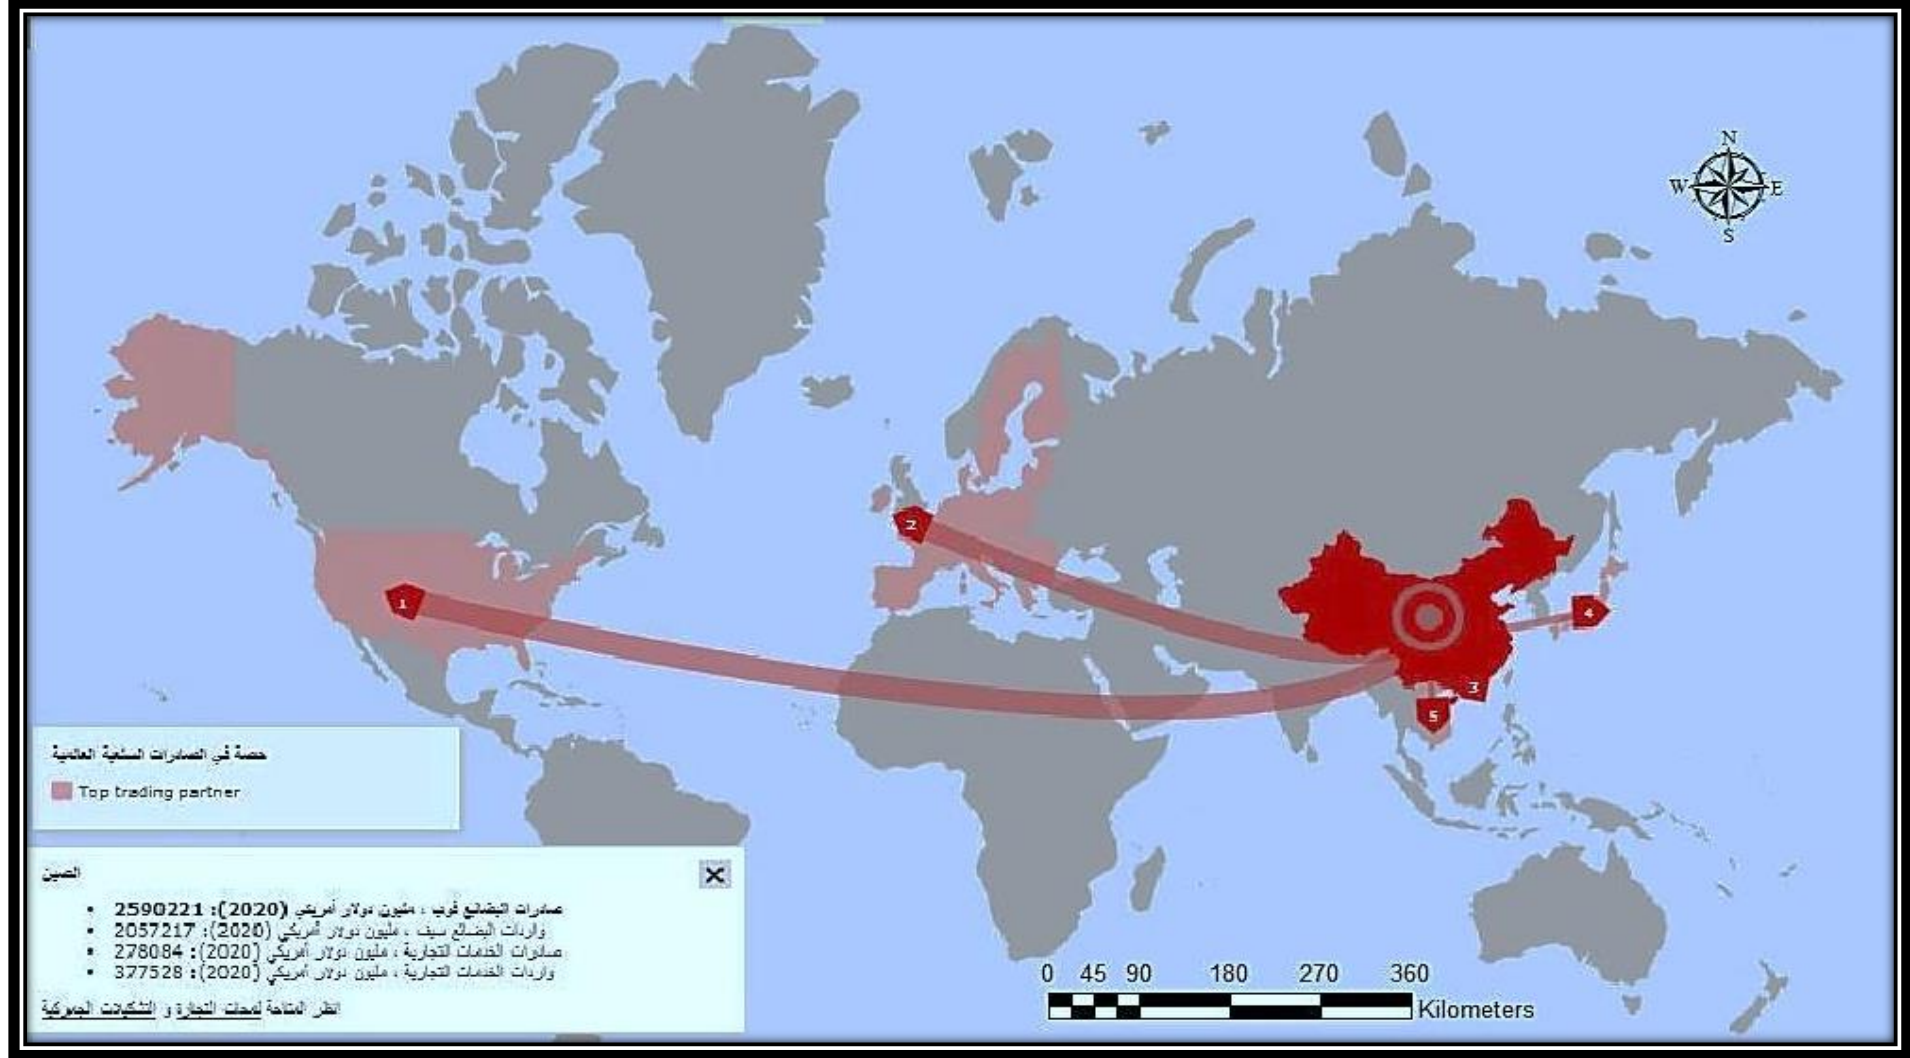 N
W
E
S
2
1
4
3
5
حصة في الصادرات السلعية العالمية
Top trading partner
الصين
صادرات البضائع فوب ، مليون دولار أمريكي (2020): 2590221
واردات البضائع سيف ، مليون دولار أمريكي (2020): 2057217
صادرات الخدمات التجارية ، مليون دولار أمريكي (2020): 278084
واردات الخدمات التجارية ، مليون دولار أمريكي (2020): 377528
انظر المتاحة لمحات التجارة و التشكيلات الجمركية
0 45 90 180 270 360
Kilometers